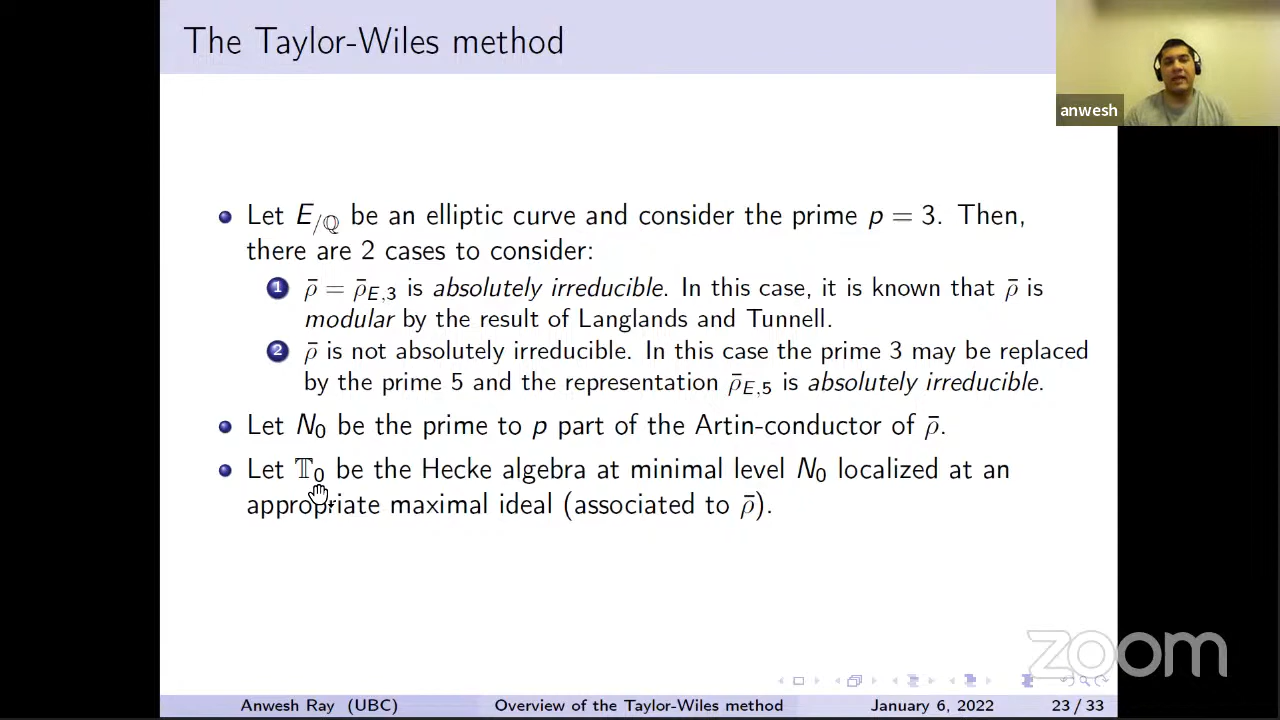 The Taylor-Wiles method
anwesh
Let E/ℚ be an elliptic curve and consider the prime p = 3. Then,
there are 2 cases to consider:
1 ρ̄ = ρ̄E,3 is absolutely irreducible. In this case, it is known that ρ̄ is
modular by the result of Langlands and Tunnell.
2 ρ̄ is not absolutely irreducible. In this case the prime 3 may be replaced
by the prime 5 and the representation ρ̄E,5 is absolutely irreducible.
Let N0 be the prime to p part of the Artin-conductor of ρ̄.
Let 𝕋0 be the Hecke algebra at minimal level N0 localized at an
appropriate maximal ideal (associated to ρ̄).
zoom
Anwesh Ray (UBC) Overview of the Taylor-Wiles method January 6, 2022 23 / 33